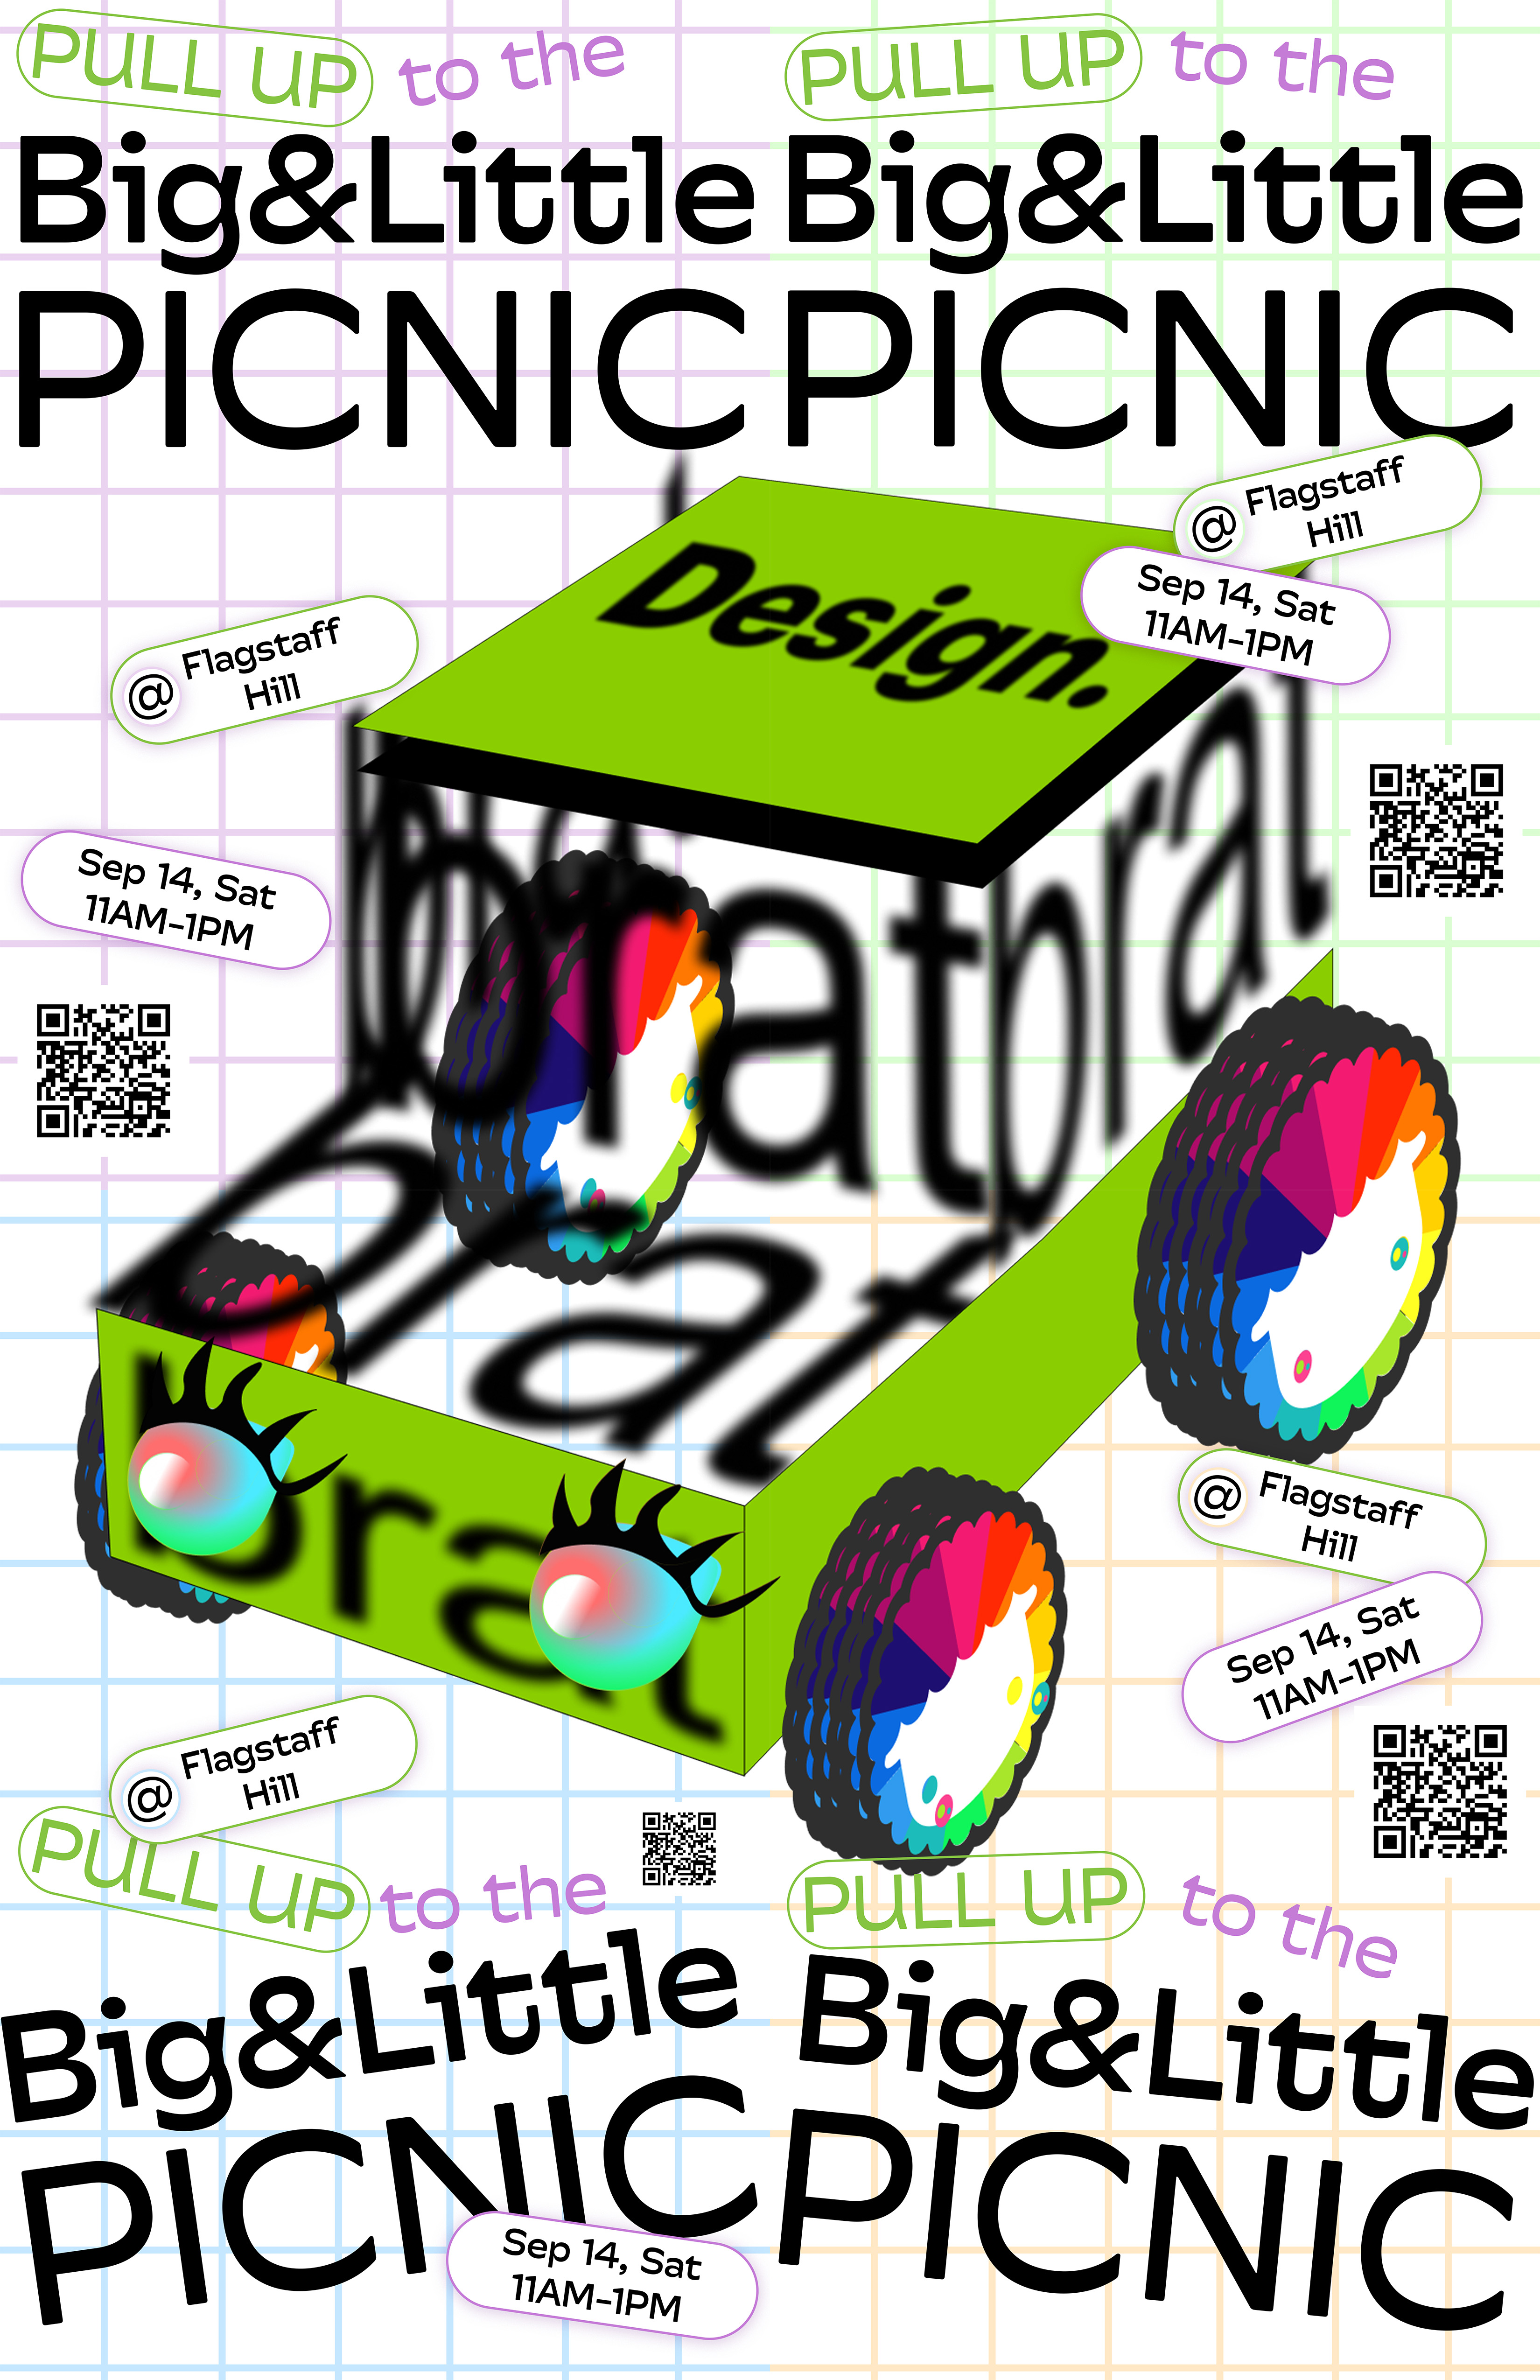 PULL UP to the
Big&Little
PICNIC
PULL UP to the
Big&Little
PICNIC
@ Flagstaff
Hill
Sep 14, Sat
11AM-1PM
Design.
@ Flagstaff
Hill
Sep 14, Sat
11AM-1PM
brat
brat
brat
brat
@ Flagstaff
Hill
Sep 14, Sat
11AM-1PM
@ Flagstaff
Hill
PULL UP to the
Big&Little
PICNIC
Sep 14, Sat
11AM-1PM
PULL UP to the
Big&Little
PICNIC